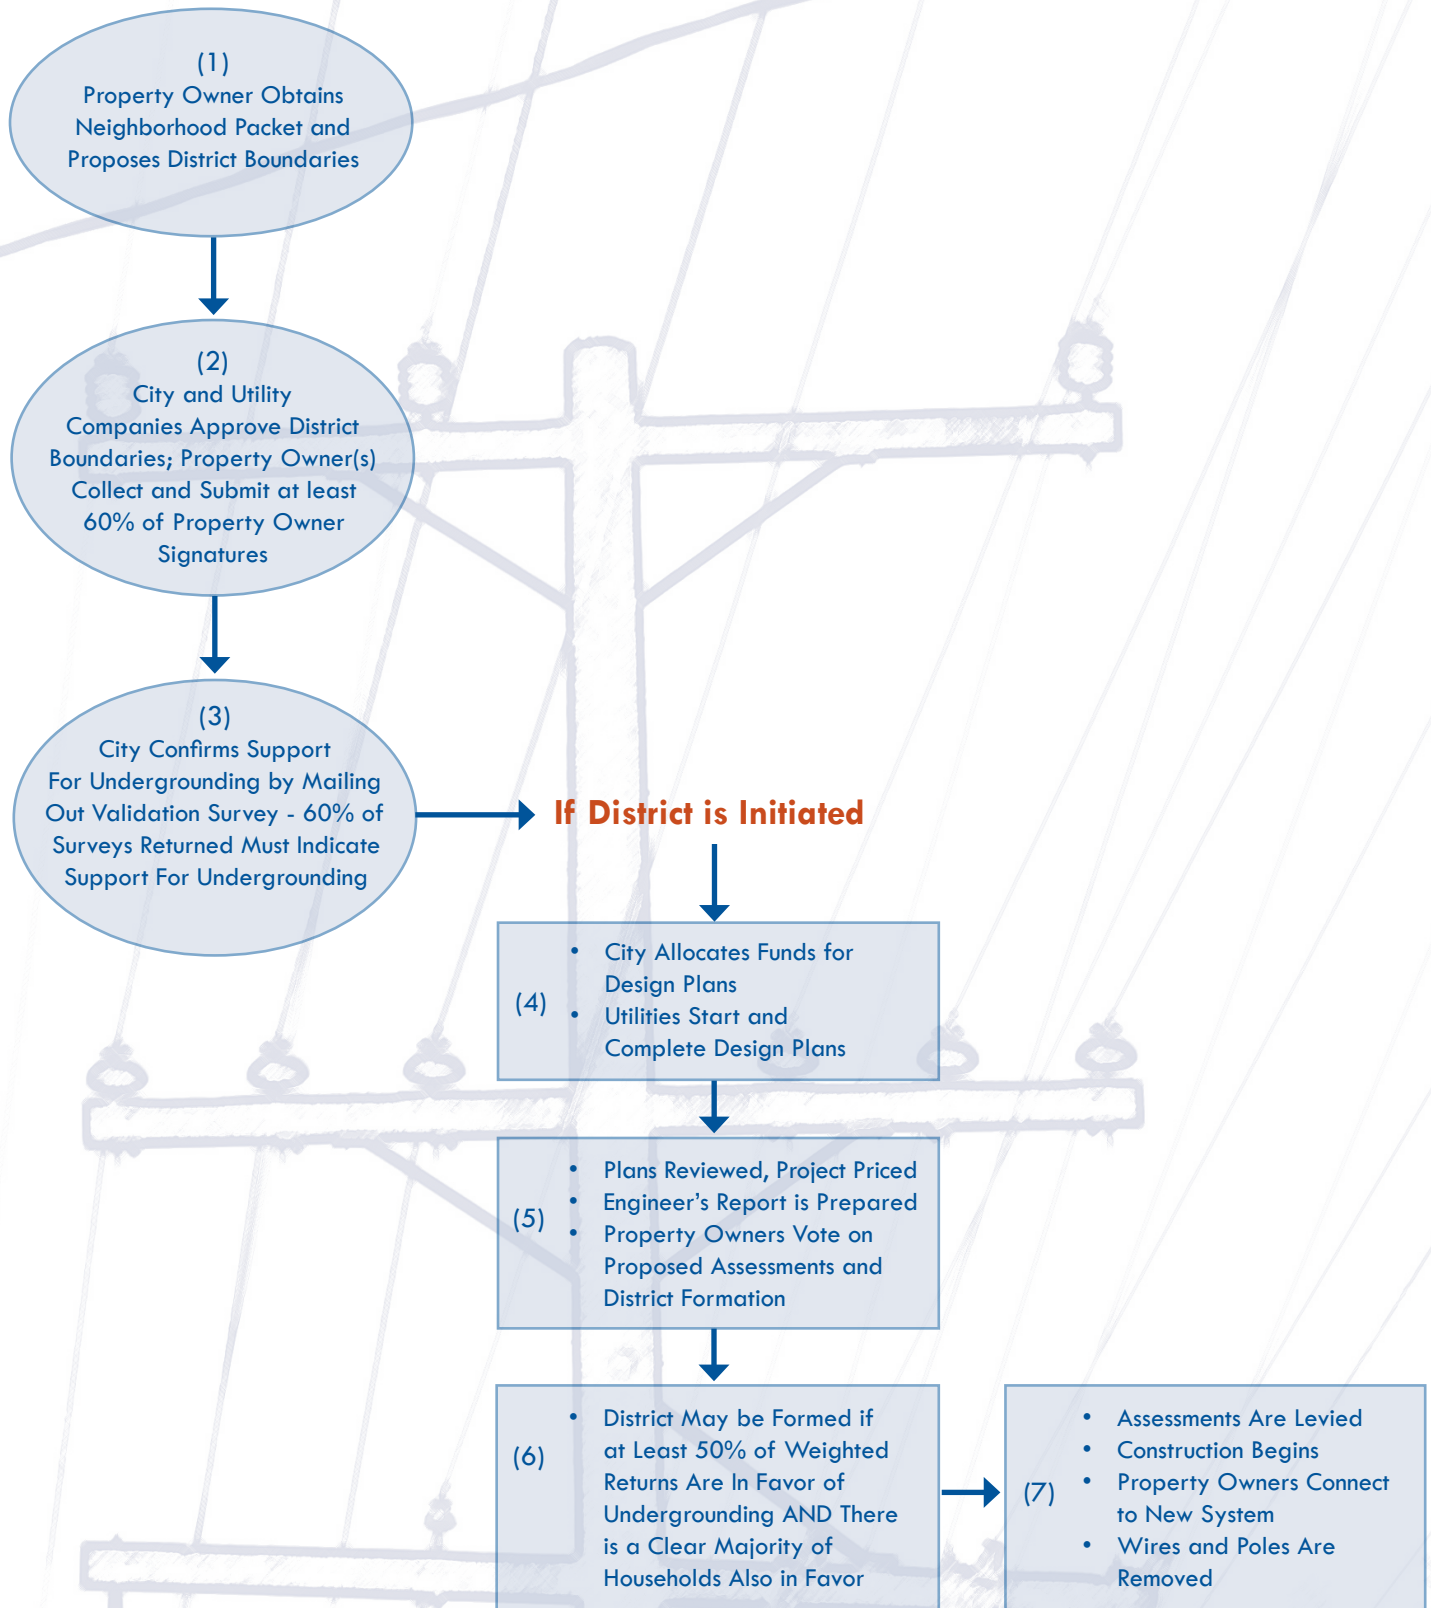 (1)
Property Owner Obtains
Neighborhood Packet and
Proposes District Boundaries
(2)
City and Utility
Companies Approve District
Boundaries; Property Owner(s)
Collect and Submit at least
60% of Property Owner
Signatures
(3)
City Confirms Support
For Undergrounding by Mailing
Out Validation Survey - 60% of
Surveys Returned Must Indicate
Support For Undergrounding
If District is Initiated
(4)
• City Allocates Funds for
Design Plans
• Utilities Start and
Complete Design Plans
(5)
• Plans Reviewed, Project Priced
• Engineer’s Report is Prepared
• Property Owners Vote on
Proposed Assessments and
District Formation
(6)
• District May be Formed if
at Least 50% of Weighted
Returns Are In Favor of
Undergrounding AND There
is a Clear Majority of
Households Also in Favor
(7)
• Assessments Are Levied
• Construction Begins
• Property Owners Connect
to New System
• Wires and Poles Are
Removed